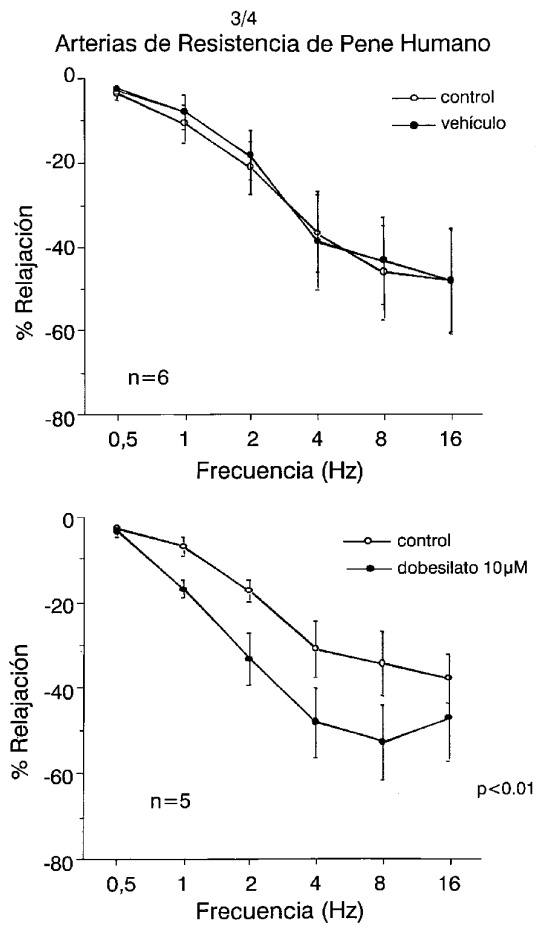 3/4
Arterias de Resistencia de Pene Humano
0
-20
-40
-60
-80
% Relajación
control
vehículo
n=6
0,5 1 2 4 8 16
Frecuencia (Hz)
0
-20
-40
-60
-80
% Relajación
control
dobesilato 10µM
n=5
p<0.01
0,5 1 2 4 8 16
Frecuencia (Hz)